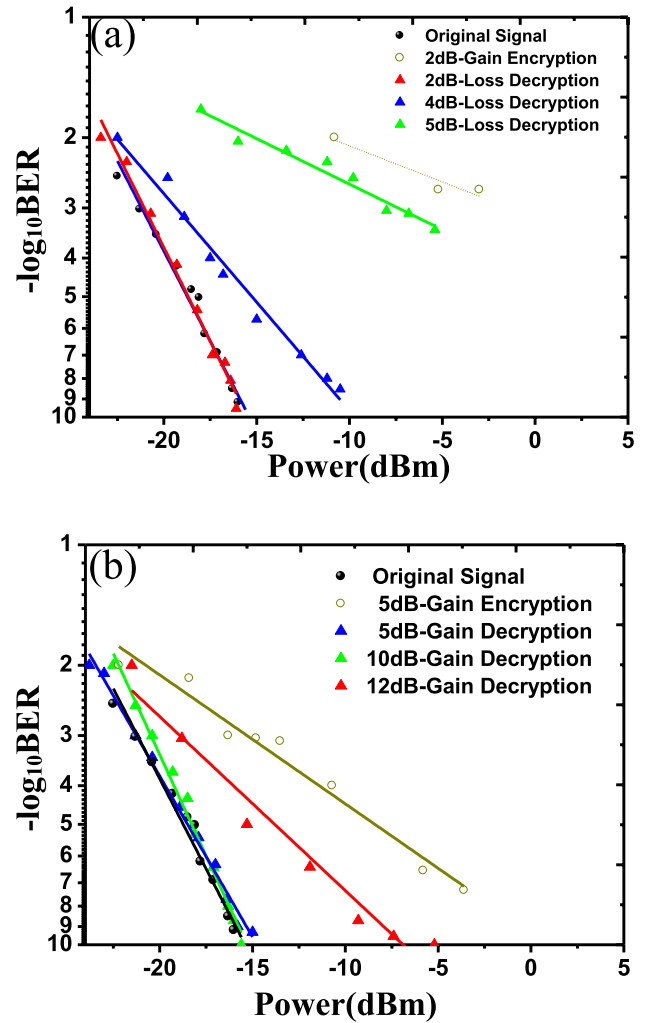 (a)
Original Signal
2dB-Gain Encryption
2dB-Loss Decryption
4dB-Loss Decryption
5dB-Loss Decryption
-log10BER
1
2
3
4
5
6
7
8
9
10
-20 -15 -10 -5 0 5
Power(dBm)
(b)
Original Signal
5dB-Gain Encryption
5dB-Gain Decryption
10dB-Gain Decryption
12dB-Gain Decryption
-log10BER
1
2
3
4
5
6
7
8
9
10
-20 -15 -10 -5 0 5
Power(dBm)